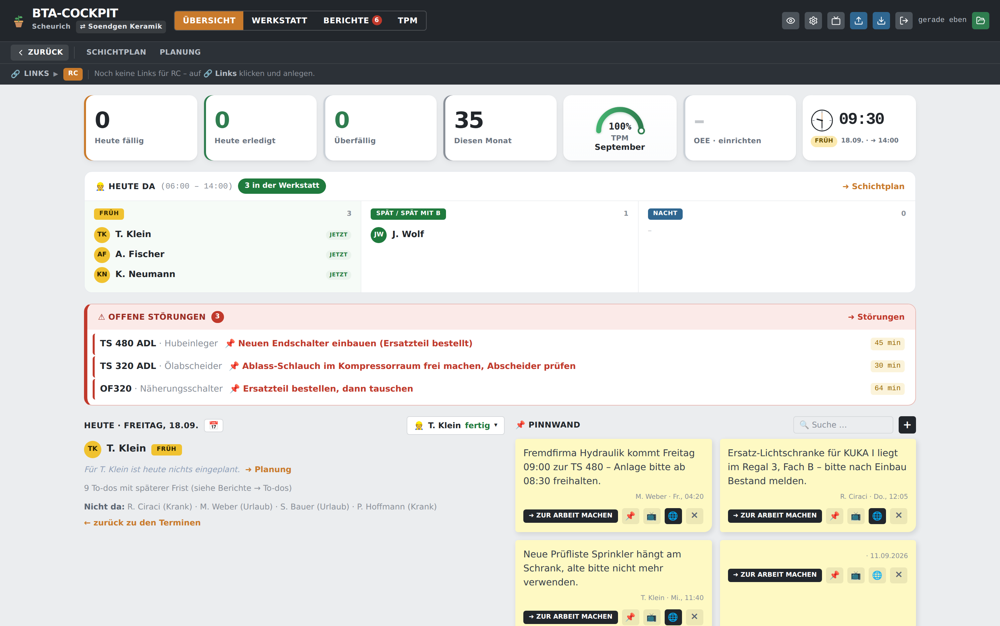 BTA-COCKPIT
Scheurich ⇄ Soendgen Keramik
ÜBERSICHT WERKSTATT BERICHTE 6 TPM
gerade eben
ZURÜCK SCHICHTPLAN PLANUNG
🔗 LINKS ▶ RC Noch keine Links für RC – auf 🔗 Links klicken und anlegen.
0
Heute fällig
0
Heute erledigt
0
Überfällig
35
Diesen Monat
100%
TPM
September
–
OEE · einrichten
09:30
FRÜH 18.09. · → 14:00
👷 HEUTE DA (06:00 – 14:00) 3 in der Werkstatt → Schichtplan
FRÜH 3
TK T. Klein JETZT
AF A. Fischer JETZT
KN K. Neumann JETZT
SPÄT / SPÄT MIT B 1
JW J. Wolf
NACHT 0
–
⚠ OFFENE STÖRUNGEN 3 → Störungen
TS 480 ADL · Hubeinleger 📌 Neuen Endschalter einbauen (Ersatzteil bestellt) 45 min
TS 320 ADL · Ölabscheider 📌 Ablass-Schlauch im Kompressorraum frei machen, Abscheider prüfen 30 min
OF320 · Näherungsschalter 📌 Ersatzteil bestellen, dann tauschen 64 min
HEUTE · FREITAG, 18.09. 📅 👷 T. Klein fertig ▾
TK T. Klein FRÜH
Für T. Klein ist heute nichts eingeplant. → Planung
9 To-dos mit späterer Frist (siehe Berichte → To-dos)
Nicht da: R. Ciraci (Krank) · M. Weber (Urlaub) · S. Bauer (Urlaub) · P. Hoffmann (Krank)
← zurück zu den Terminen
📌 PINNWAND 🔍 Suche ... +
Fremdfirma Hydraulik kommt Freitag
09:00 zur TS 480 – Anlage bitte ab
08:30 freihalten.
M. Weber · Fr., 04:20
→ ZUR ARBEIT MACHEN 📌 📺 🌐 ✕
Ersatz-Lichtschranke für KUKA I liegt
im Regal 3, Fach B – bitte nach Einbau
Bestand melden.
R. Ciraci · Do., 12:05
→ ZUR ARBEIT MACHEN 📌 📺 🌐 ✕
Neue Prüfliste Sprinkler hängt am
Schrank, alte bitte nicht mehr
verwenden.
T. Klein · Mi., 11:40
→ ZUR ARBEIT MACHEN 📌 📺 🌐 ✕
· 11.09.2026
→ ZUR ARBEIT MACHEN 📌 📺 🌐 ✕